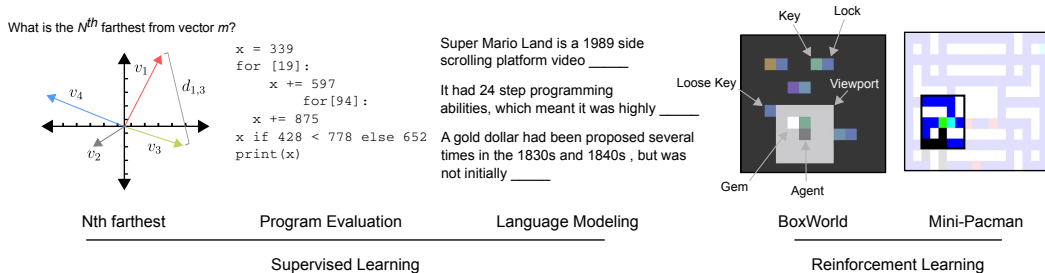 What is the Nth farthest from vector m?
v1
v4
v2
v3
d1,3
x = 339
for [19]:
x += 597
for[94]:
x += 875
x if 428 < 778 else 652
print(x)
Super Mario Land is a 1989 side
scrolling platform video _____
It had 24 step programming
abilities, which meant it was highly _____
A gold dollar had been proposed several
times in the 1830s and 1840s , but was
not initially _____
Key
Lock
Loose Key
Viewport
Gem
Agent
Nth farthest
Program Evaluation
Language Modeling
BoxWorld
Mini-Pacman
Supervised Learning
Reinforcement Learning